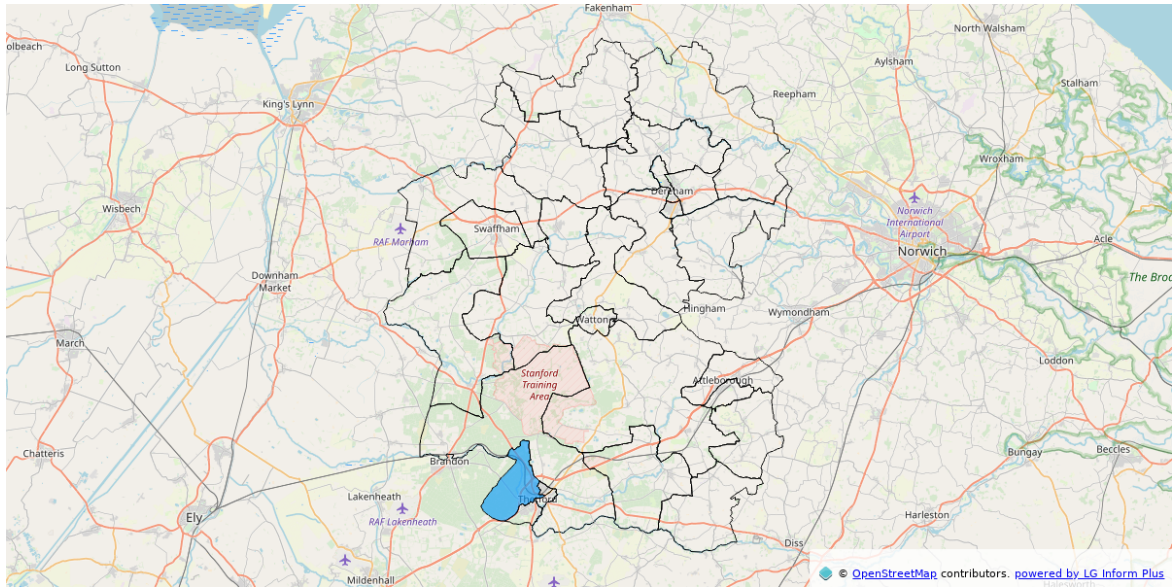 Fakenham
North Walsham
olbeach
Long Sutton
Aylsham
Stalham
Reepham
King's Lynn
Wroxham
Wisbech
Dereham
Norwich
International
Airport
Swaffham
RAF Marham
Acle
Norwich
Downham
Market
The Broa
Hingham
Wymondham
Watton
March
Loddon
Stanford
Training
Area
Attleborough
Chatteris
Brandon
Bungay
Beccles
Lakenheath
Thetford
RAF Lakenheath
Ely
Harleston
Diss
Mildenhall
© OpenStreetMap contributors. powered by LG Inform Plus